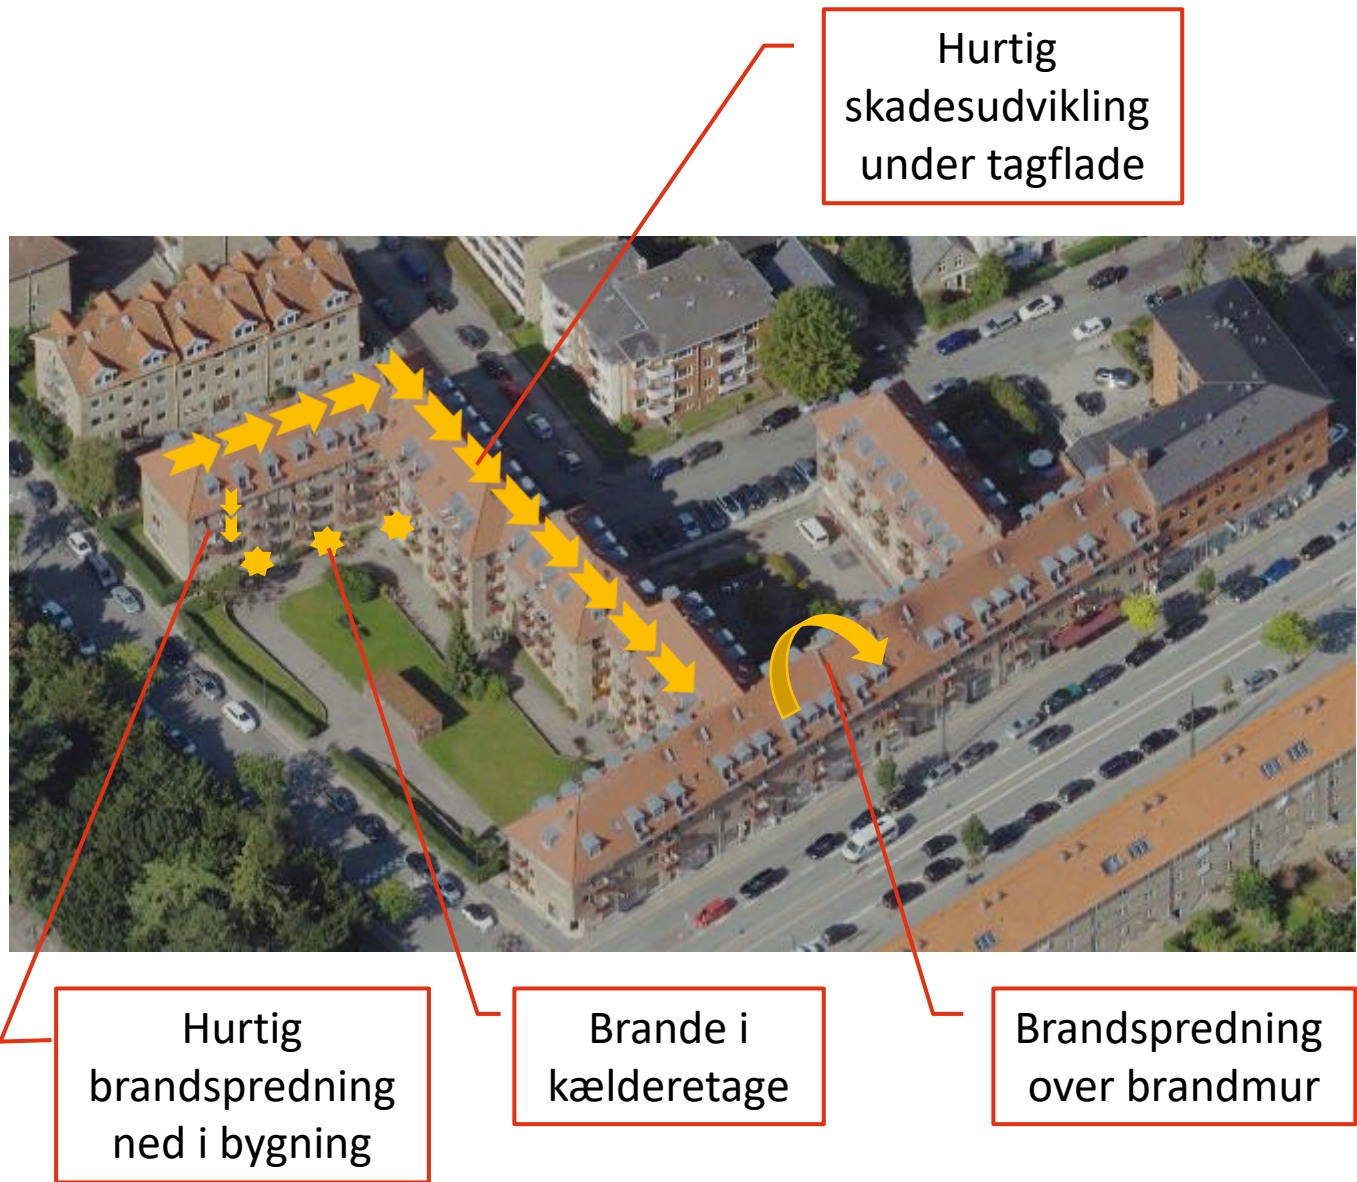 Hurtig
skadesudvikling
under tagflade
Hurtig
brandspredning
ned i bygning
Brande i
kælderetage
Brandspredning
over brandmur